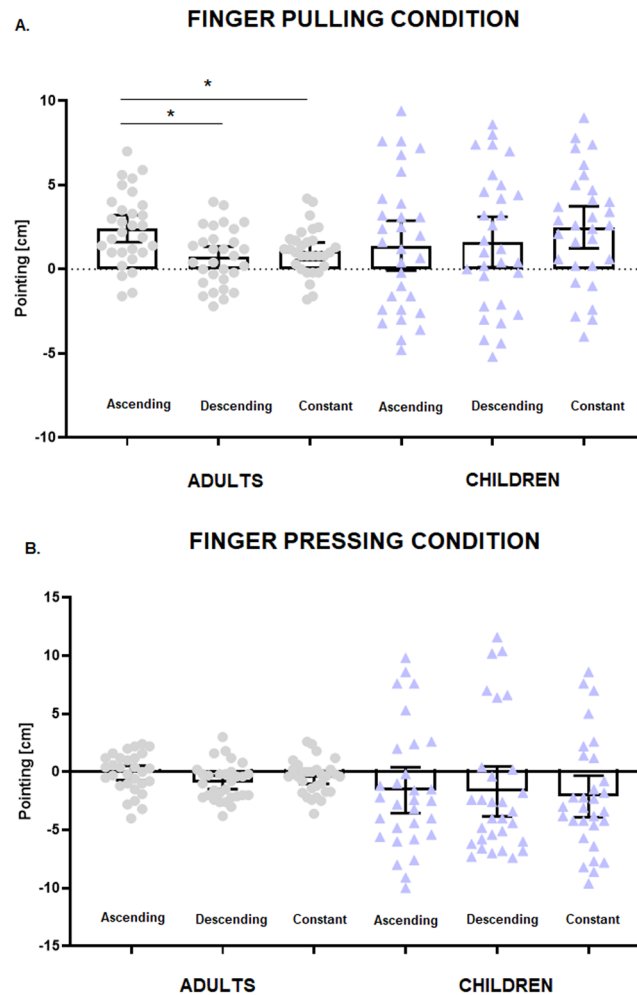 A.
FINGER PULLING CONDITION
*
*
10
5
0
-5
-10
Pointing [cm]
Ascending Descending Constant Ascending Descending Constant
ADULTS CHILDREN
B.
FINGER PRESSING CONDITION
15
10
5
0
-5
-10
-15
Pointing [cm]
Ascending Descending Constant Ascending Descending Constant
ADULTS CHILDREN